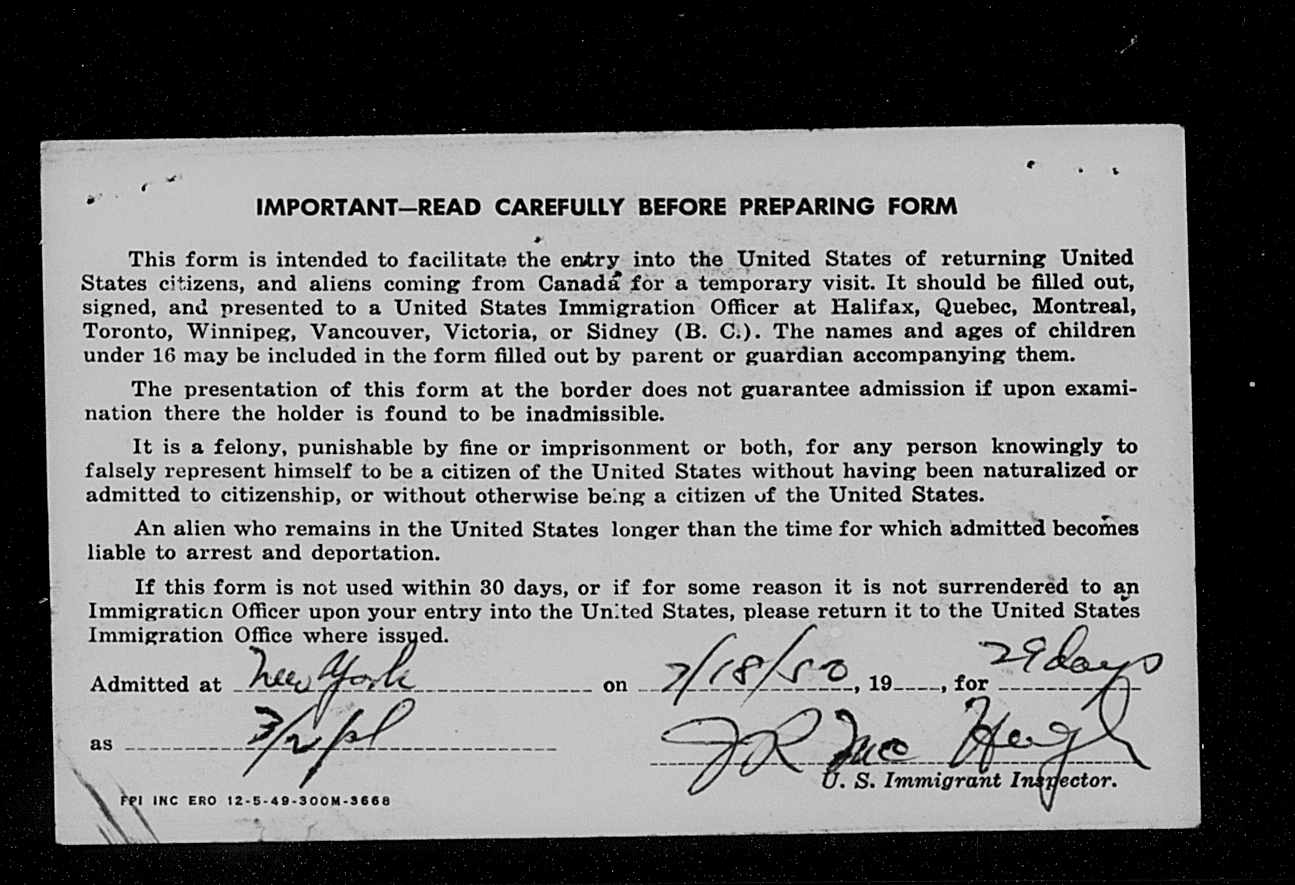 IMPORTANT—READ CAREFULLY BEFORE PREPARING FORM
This form is intended to facilitate the entry into the United States of returning United
States citizens, and aliens coming from Canada for a temporary visit. It should be filled out,
signed, and presented to a United States Immigration Officer at Halifax, Quebec, Montreal,
Toronto, Winnipeg, Vancouver, Victoria, or Sidney (B. C.). The names and ages of children
under 16 may be included in the form filled out by parent or guardian accompanying them.
The presentation of this form at the border does not guarantee admission if upon exami-
nation there the holder is found to be inadmissible.
It is a felony, punishable by fine or imprisonment or both, for any person knowingly to
falsely represent himself to be a citizen of the United States without having been naturalized or
admitted to citizenship, or without otherwise being a citizen of the United States.
An alien who remains in the United States longer than the time for which admitted becomes
liable to arrest and deportation.
If this form is not used within 30 days, or if for some reason it is not surrendered to an
Immigration Officer upon your entry into the United States, please return it to the United States
Immigration Office where issued.
Admitted at New York on /18/50, 19, for 29 days
as 3/2
J R Mc Hugh
U. S. Immigrant Inspector.
FPI INC ERO 12-5-49-300M-3668